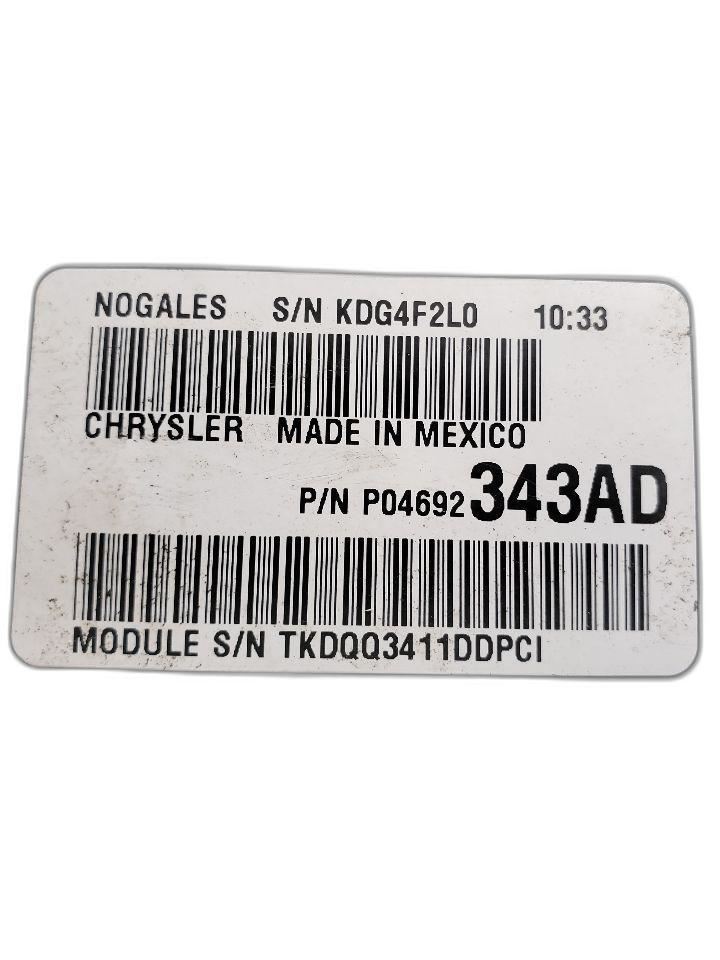 NOGALES S/N KDG4F2L0 10:33
CHRYSLER MADE IN MEXICO
P/N P04692343AD
MODULE S/N TKDQQ3411DDPCI